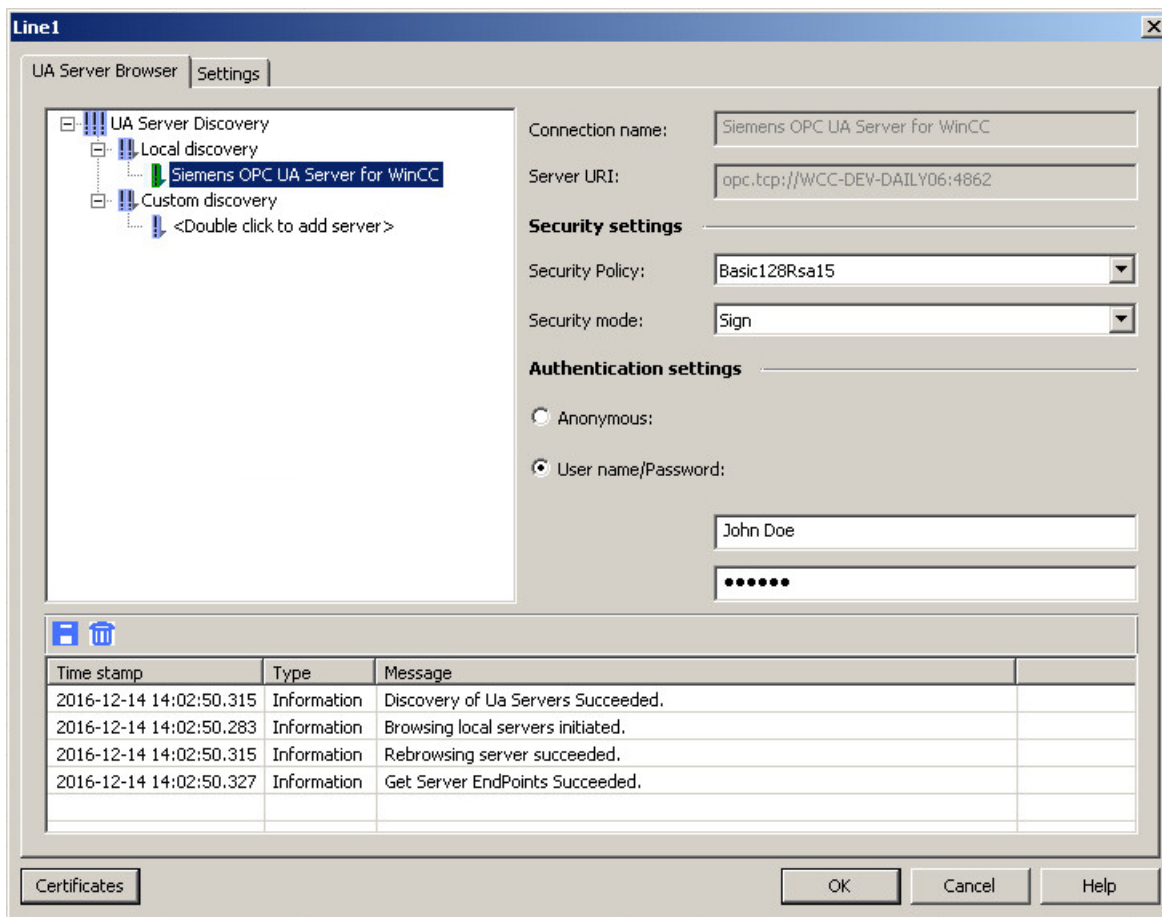 Line1
UA Server Browser
Settings
UA Server Discovery
Local discovery
Siemens OPC UA Server for WinCC
Custom discovery
<Double click to add server>
Connection name:
Siemens OPC UA Server for WinCC
Server URI:
opc.tcp://WCC-DEV-DAILY06:4862
Security settings
Security Policy:
Basic128Rsa15
Security mode:
Sign
Authentication settings
Anonymous:
User name/Password:
John Doe
••••••
Time stamp Type Message
2016-12-14 14:02:50.315 Information Discovery of Ua Servers Succeeded.
2016-12-14 14:02:50.283 Information Browsing local servers initiated.
2016-12-14 14:02:50.315 Information Rebrowsing server succeeded.
2016-12-14 14:02:50.327 Information Get Server EndPoints Succeeded.
Certificates
OK
Cancel
Help